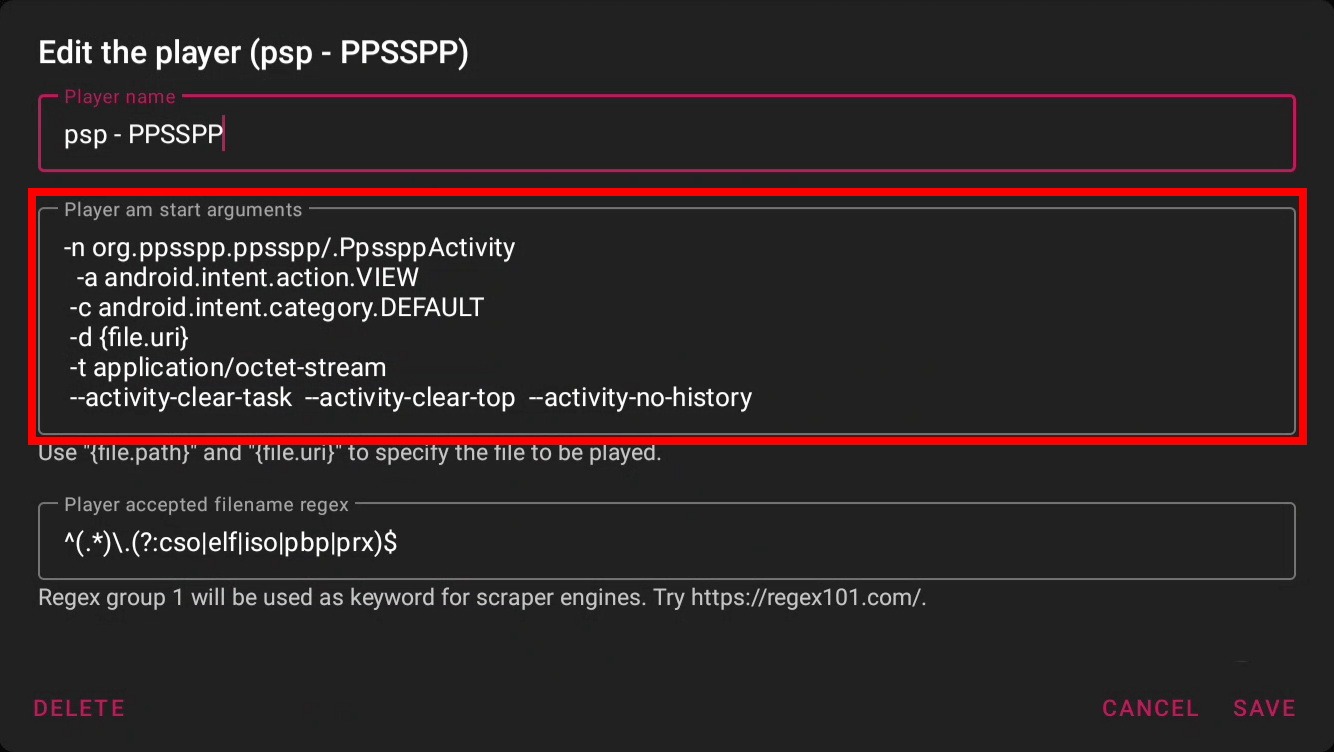 Edit the player (psp - PPSSPP)
Player name
psp - PPSSPP
Player am start arguments
-n org.ppsspp.ppsspp/.PpssppActivity
-a android.intent.action.VIEW
-c android.intent.category.DEFAULT
-d {file.uri}
-t application/octet-stream
--activity-clear-task --activity-clear-top --activity-no-history
Use "{file.path}" and "{file.uri}" to specify the file to be played.
Player accepted filename regex
^(.*)\.(?:cso|elf|iso|pbp|prx)$
Regex group 1 will be used as keyword for scraper engines. Try https://regex101.com/.
DELETE CANCEL SAVE